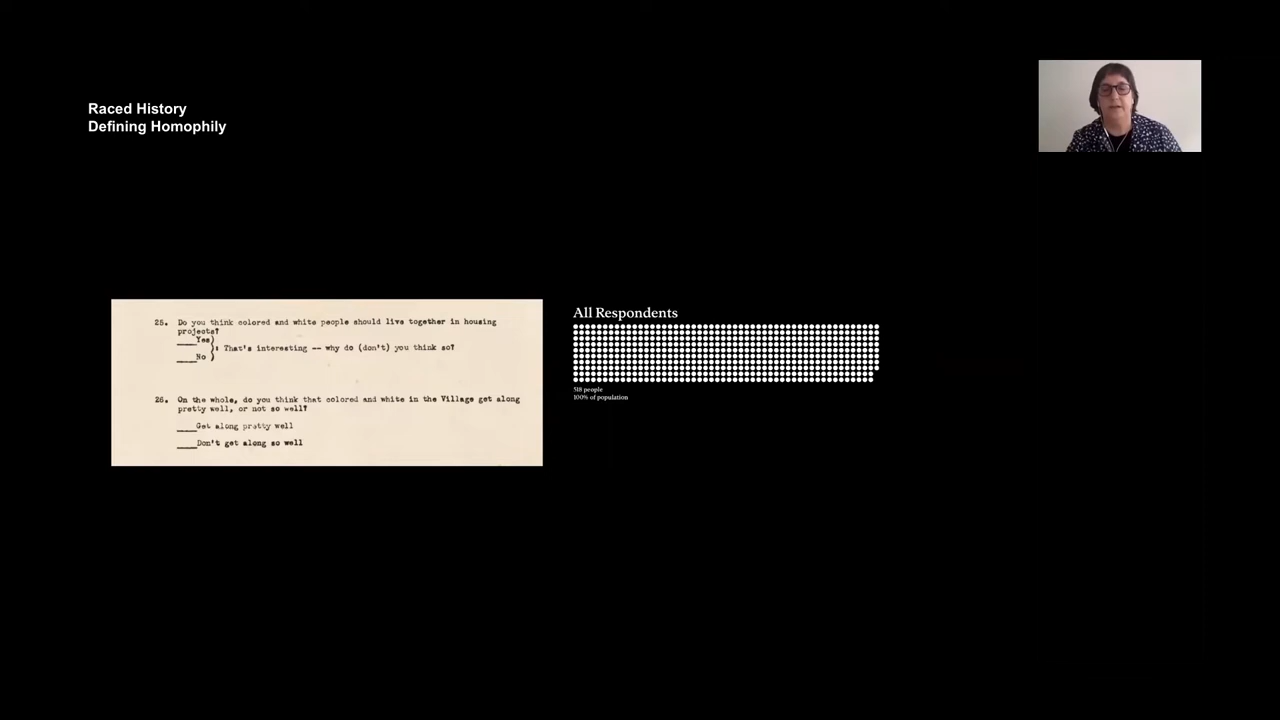 Raced History
Defining Homophily
25. Do you think colored and white people should live together in housing
projects?
____Yes)
): That's interesting -- why do (don't) you think so?
____No )
26. On the whole, do you think that colored and white in the Village get along
pretty well, or not so well?
____Get along pretty well
____Don't get along so well
All Respondents
518 people
100% of population